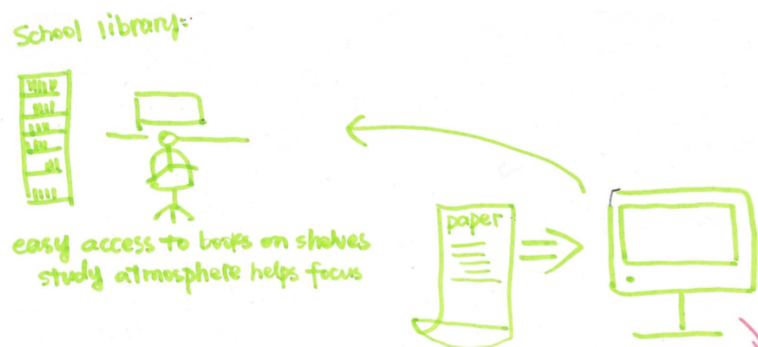 School library:
easy access to books on shelves
study atmosphere helps focus
paper